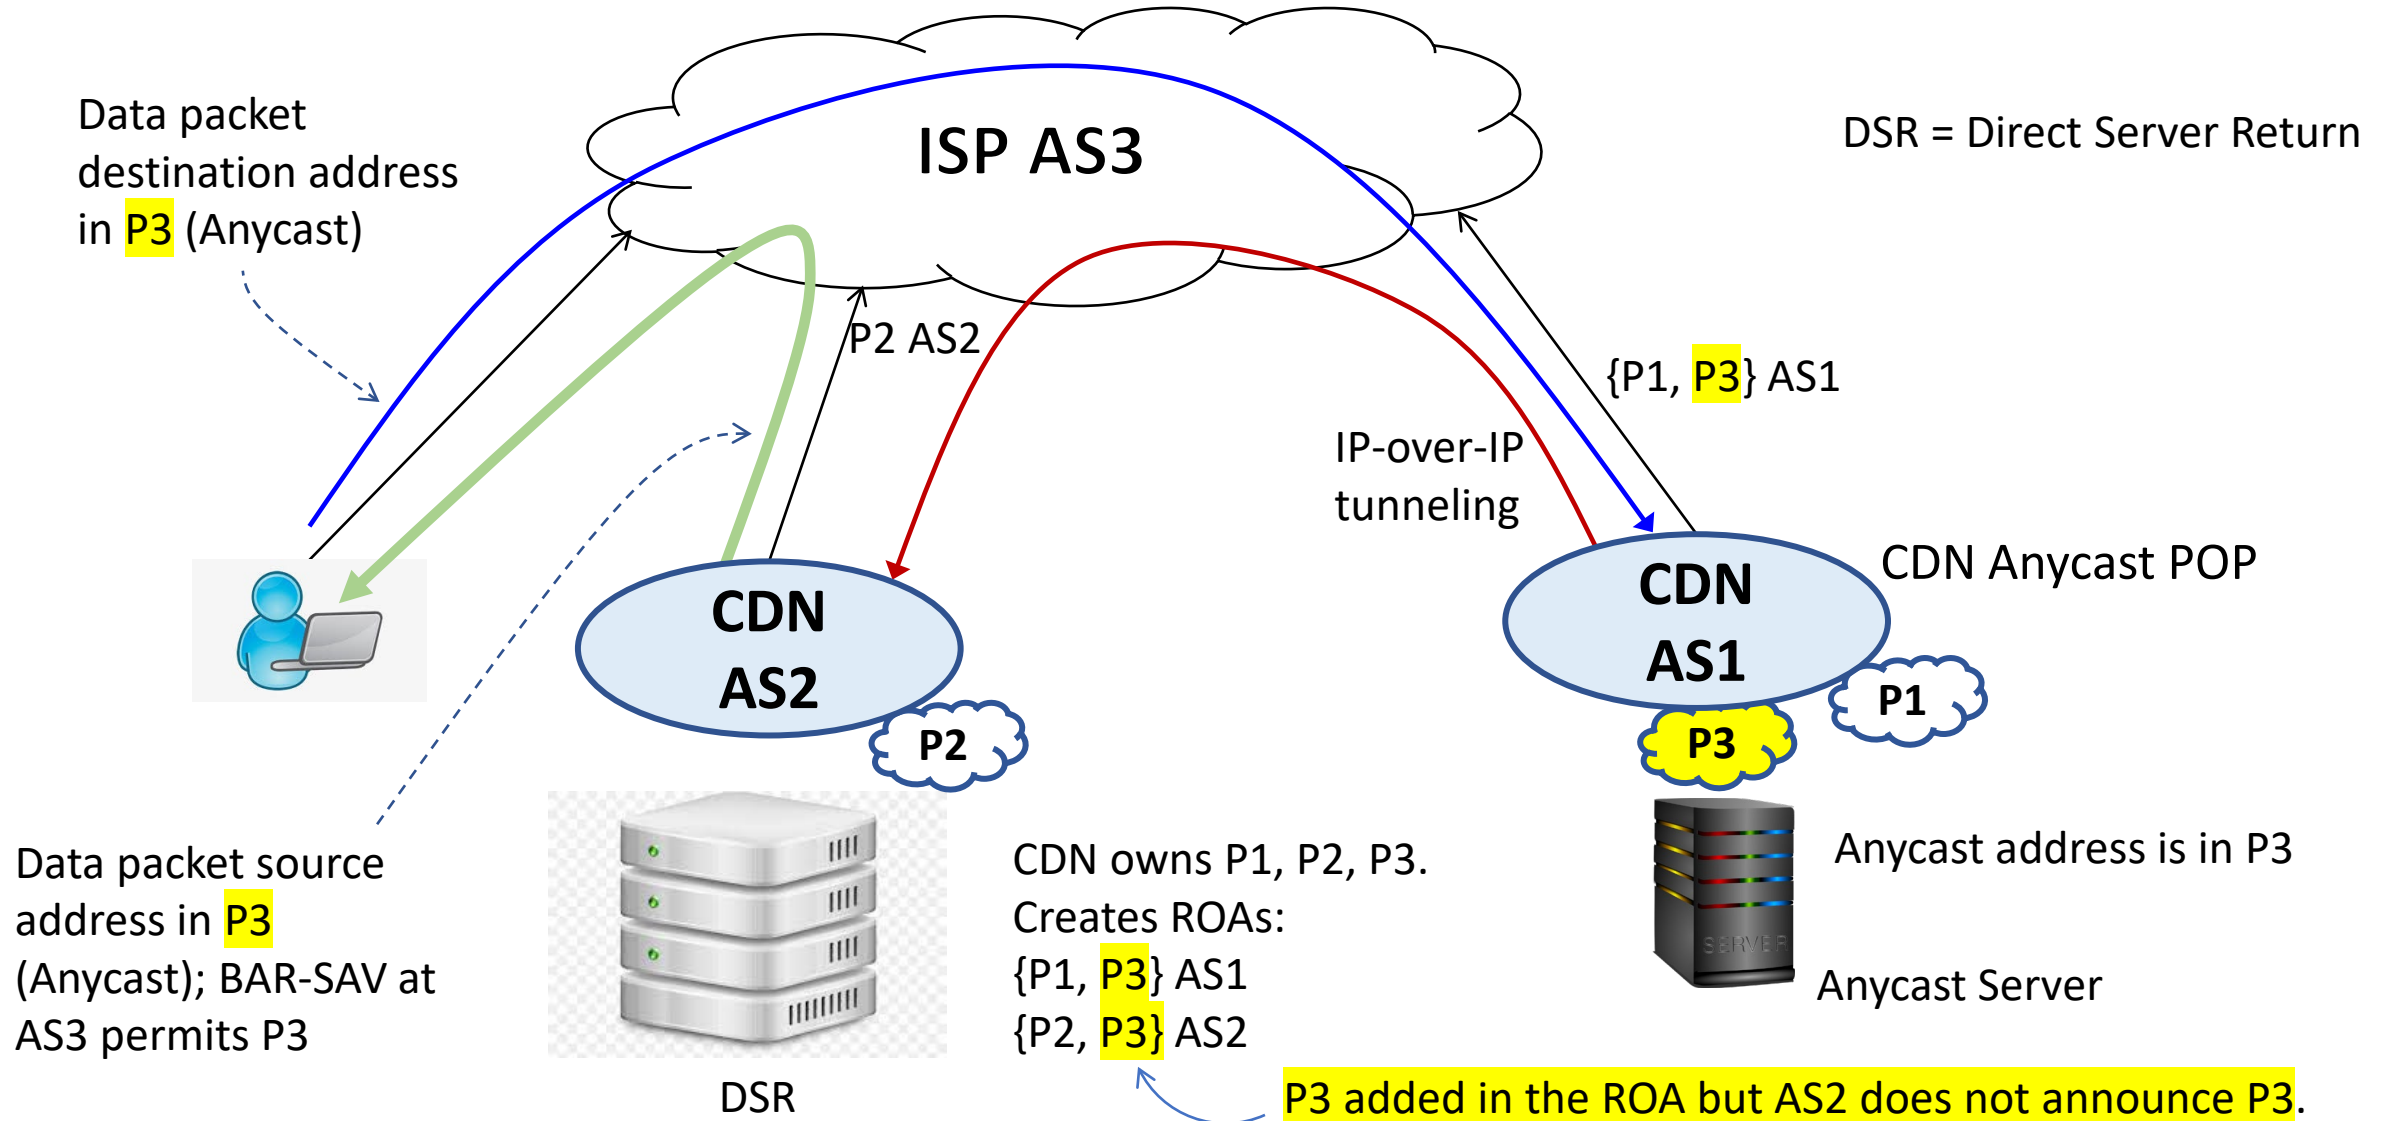 Data packet
destination address
in P3 (Anycast)
ISP AS3
DSR = Direct Server Return
P2 AS2
{P1, P3} AS1
IP-over-IP
tunneling
CDN
AS2
P2
CDN
AS1
CDN Anycast POP
P1
P3
Data packet source
address in P3
(Anycast); BAR-SAV at
AS3 permits P3
DSR
CDN owns P1, P2, P3.
Creates ROAs:
{P1, P3} AS1
{P2, P3} AS2
SERVER
Anycast address is in P3
Anycast Server
P3 added in the ROA but AS2 does not announce P3.